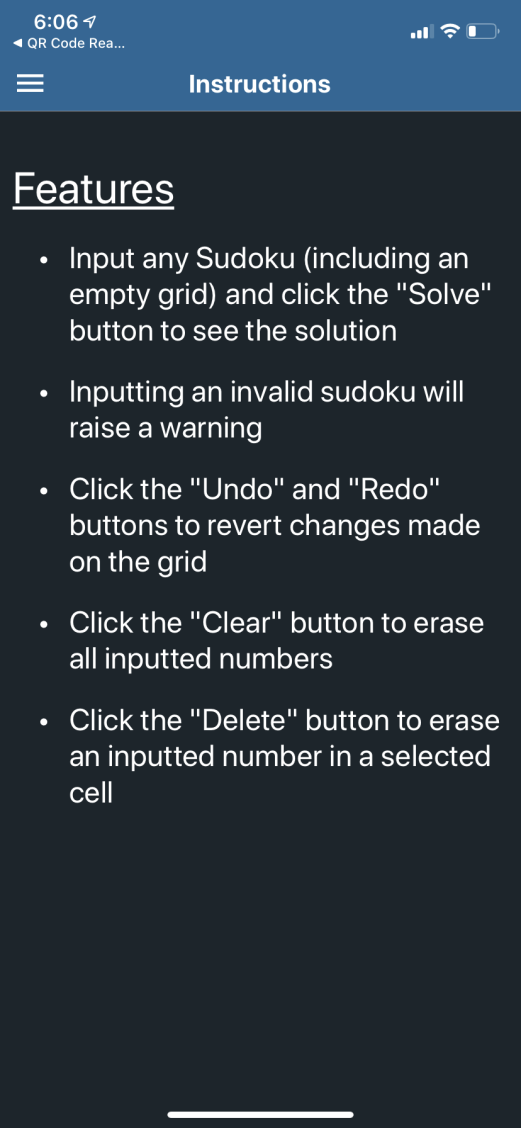 6:06
◀ QR Code Rea...
Instructions
Features
• Input any Sudoku (including an
empty grid) and click the "Solve"
button to see the solution
• Inputting an invalid sudoku will
raise a warning
• Click the "Undo" and "Redo"
buttons to revert changes made
on the grid
• Click the "Clear" button to erase
all inputted numbers
• Click the "Delete" button to erase
an inputted number in a selected
cell